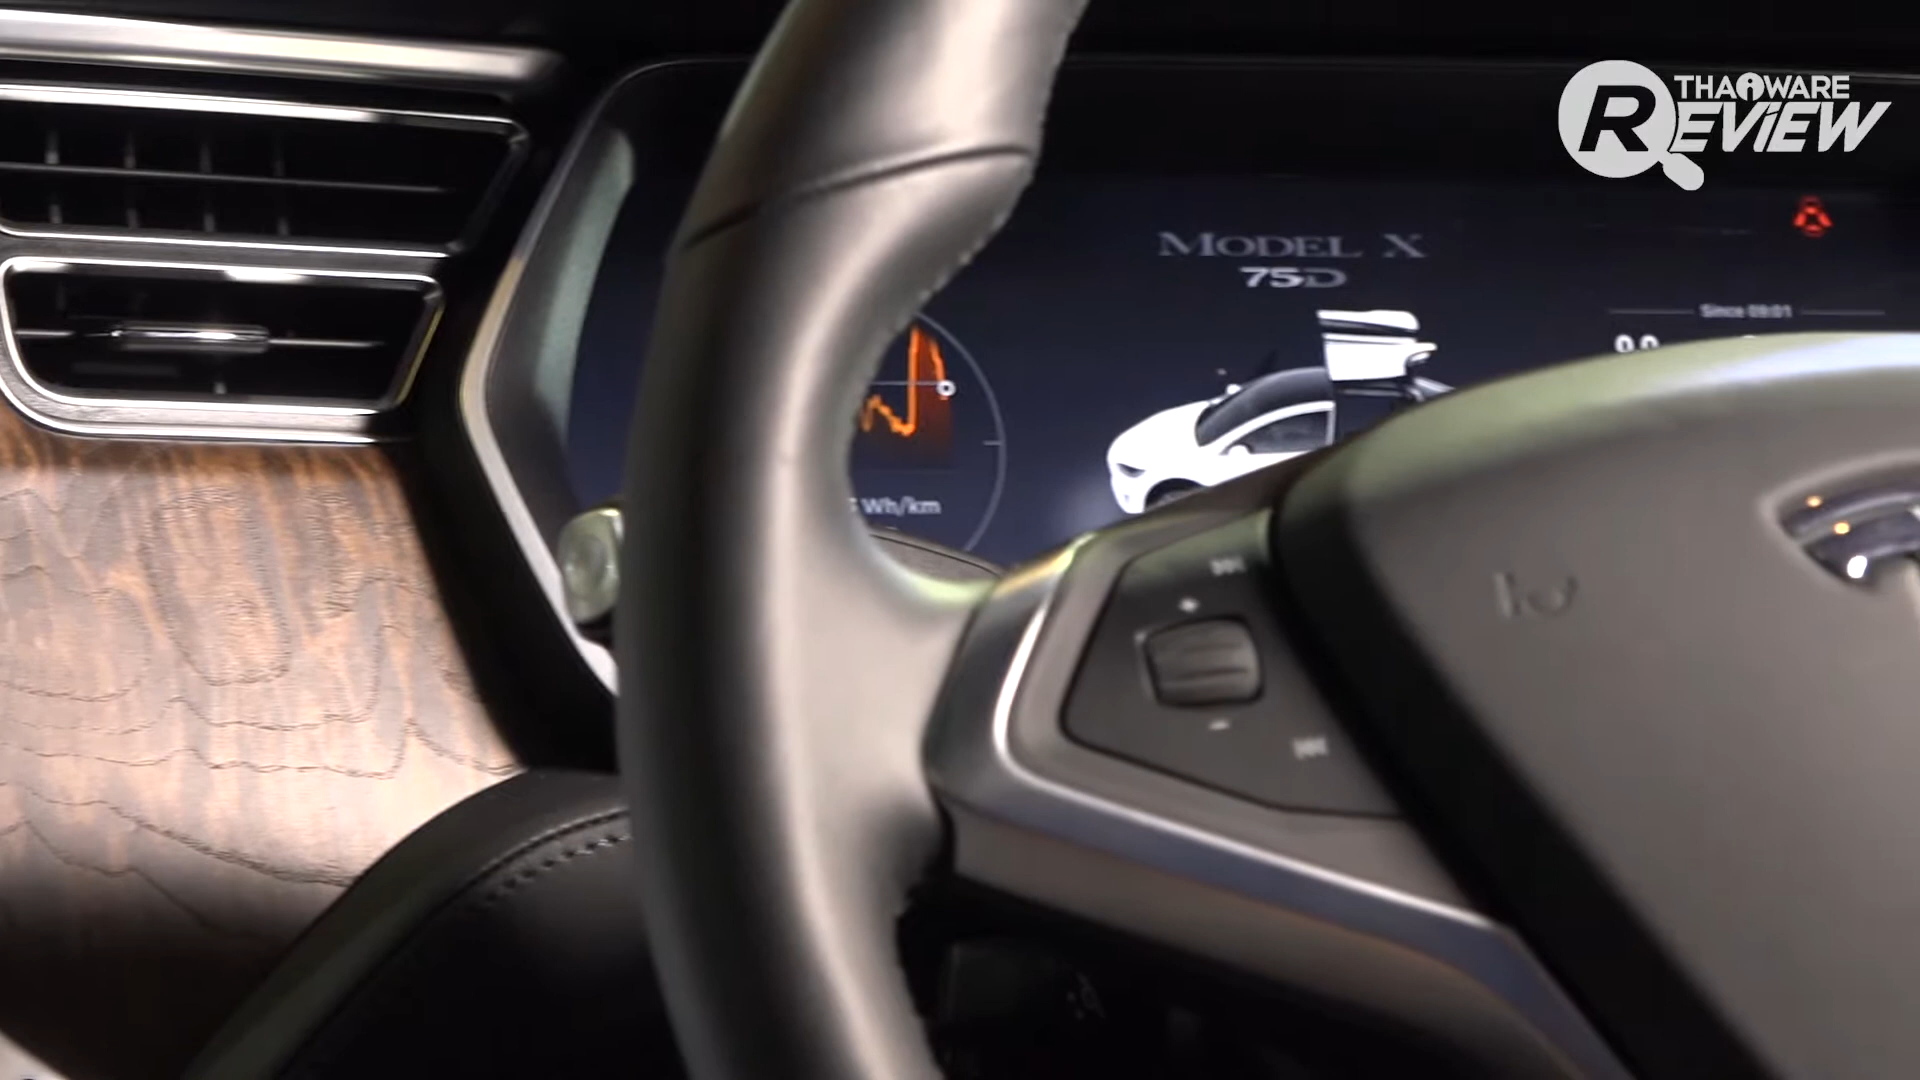 THAiWARE
REVIEW
MODEL X
75D
Since 09:01
Wh/km